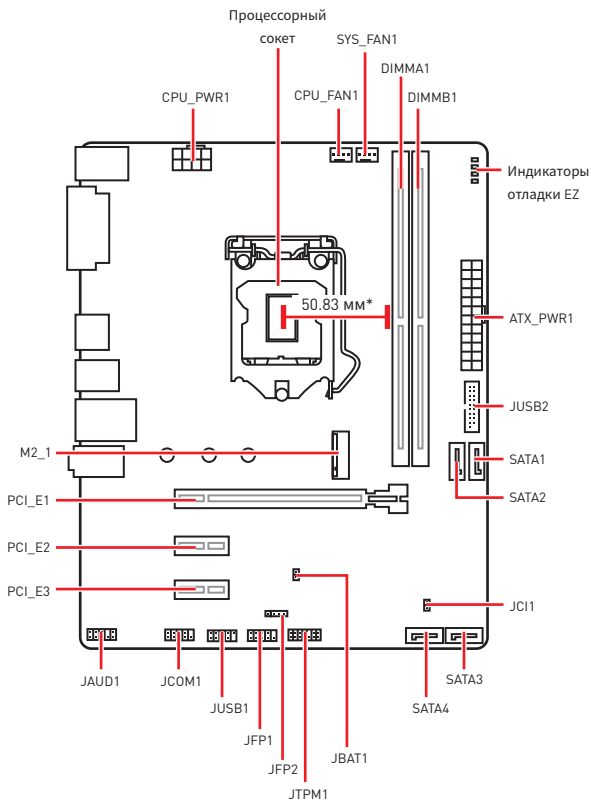 Процессорный
сокет
SYS_FAN1
DIMMA1
CPU_PWR1
CPU_FAN1
DIMMB1
Индикаторы
отладки EZ
50.83 мм*
ATX_PWR1
JUSB2
M2_1
SATA1
PCI_E1
SATA2
PCI_E2
PCI_E3
JCI1
JAUD1
JCOM1
SATA3
JUSB1
SATA4
JFP1
JBAT1
JFP2
JTPM1